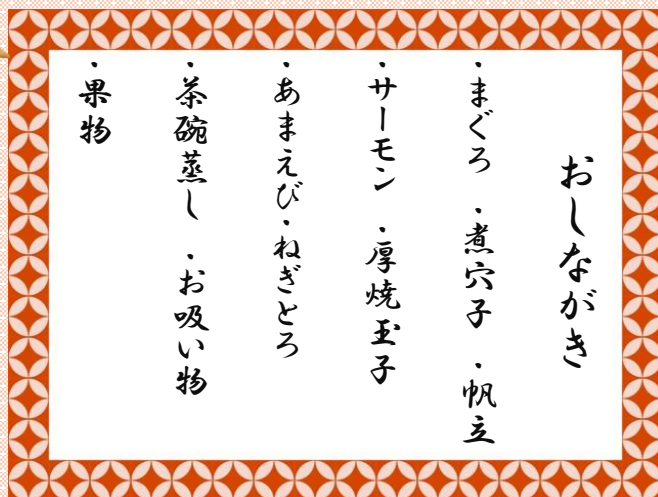 おしながき
・まぐろ ・煮穴子 ・帆立
・サーモン ・厚焼玉子
・あまえび・ねぎとろ
・茶碗蒸し ・お吸い物
・果物